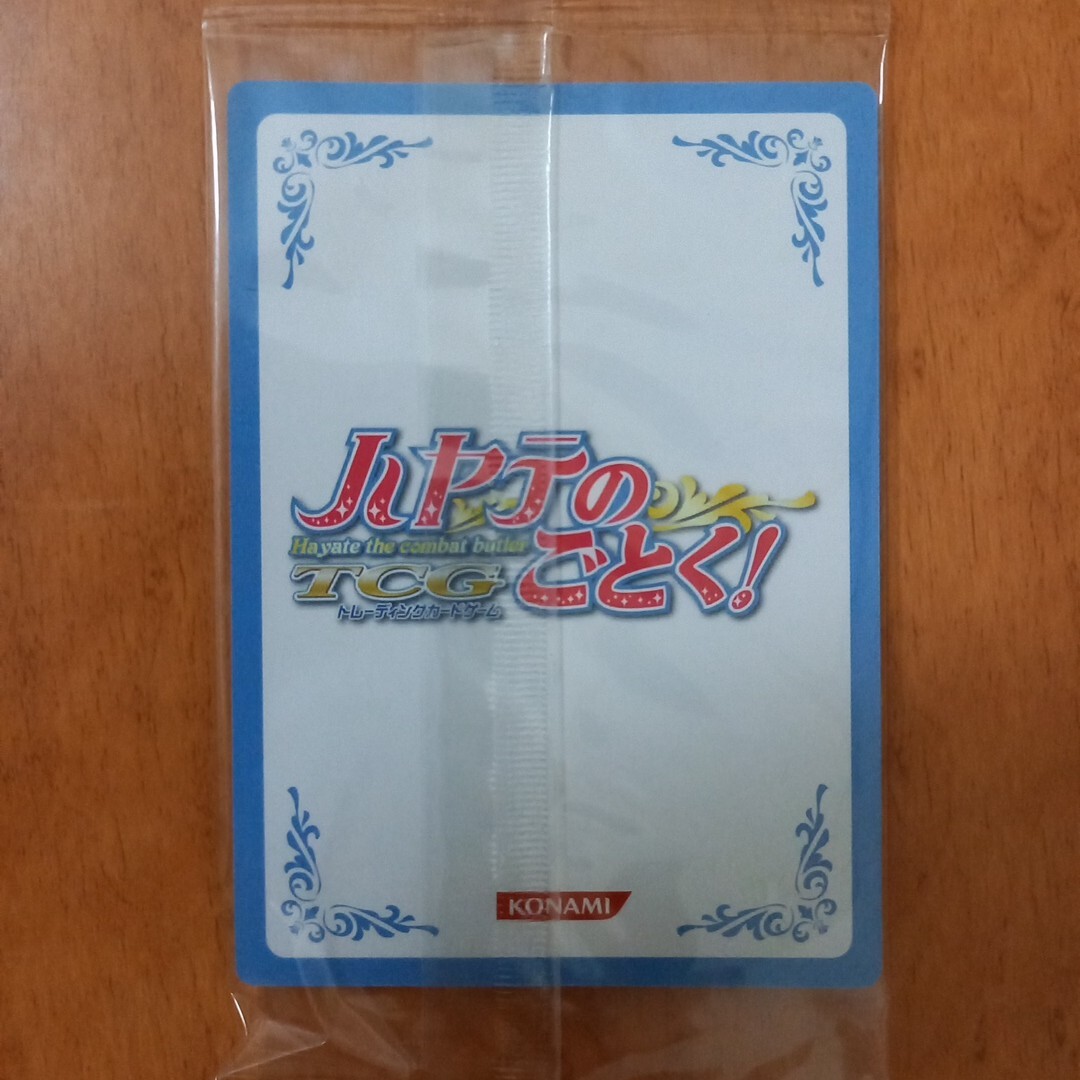 ハヤテの
ごとく!
Hayate the combat butler
TCG
トレーディングカードゲーム
KONAMI